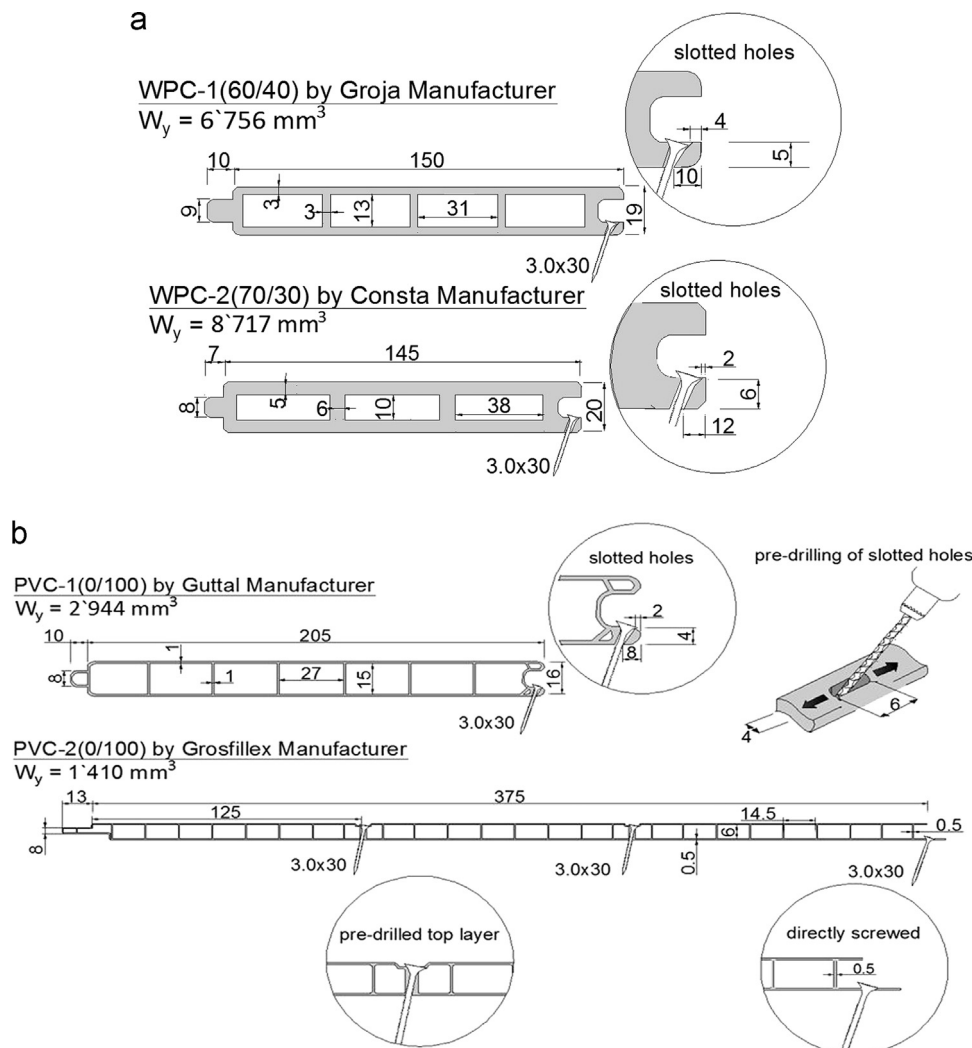 a
slotted holes
WPC-1(60/40) by Groja Manufacturer
W_y = 6`756 mm³
4
5
10
10
150
9
3
3
13
31
19
3.0x30
WPC-2(70/30) by Consta Manufacturer
W_y = 8`717 mm³
slotted holes
2
6
12
7
145
8
5
6
10
38
20
3.0x30
b
slotted holes
pre-drilling of slotted holes
PVC-1(0/100) by Guttal Manufacturer
W_y = 2`944 mm³
2
4
8
10
205
1
8
1
27
15
16
3.0x30
6
4
PVC-2(0/100) by Grosfillex Manufacturer
W_y = 1`410 mm³
13
375
125
14.5
8
6
0.5
0.5
3.0x30
3.0x30
3.0x30
pre-drilled top layer
directly screwed
0.5